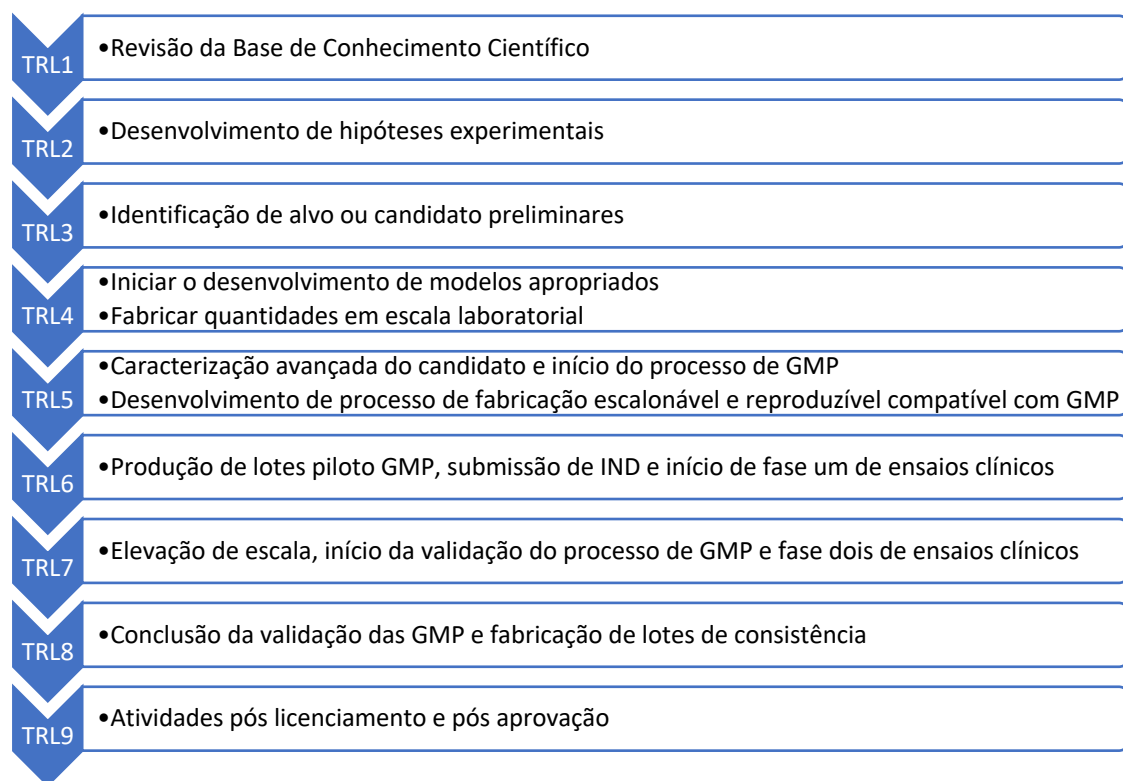 TRL1
•Revisão da Base de Conhecimento Científico
TRL2
•Desenvolvimento de hipóteses experimentais
TRL3
•Identificação de alvo ou candidato preliminares
TRL4
•Iniciar o desenvolvimento de modelos apropriados
•Fabricar quantidades em escala laboratorial
TRL5
•Caracterização avançada do candidato e início do processo de GMP
•Desenvolvimento de processo de fabricação escalonável e reproduzível compatível com GMP
TRL6
•Produção de lotes piloto GMP, submissão de IND e início de fase um de ensaios clínicos
TRL7
•Elevação de escala, início da validação do processo de GMP e fase dois de ensaios clínicos
TRL8
•Conclusão da validação das GMP e fabricação de lotes de consistência
TRL9
•Atividades pós licenciamento e pós aprovação